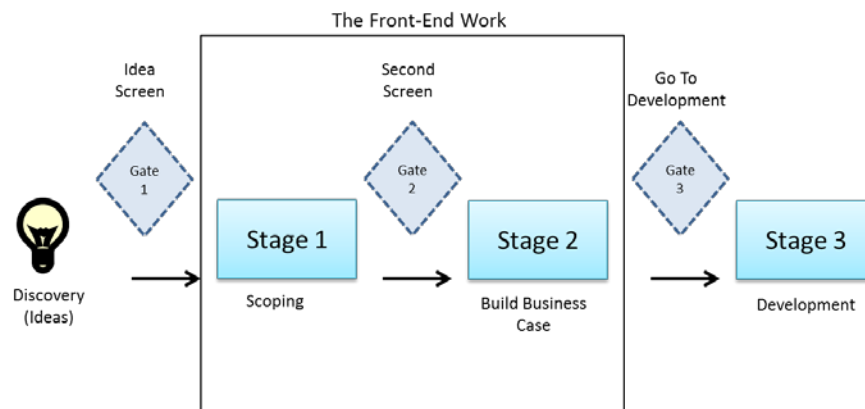 The Front-End Work
Idea
Screen
Second
Screen
Go To
Development
Gate
1
Gate
2
Gate
3
Stage 1
Stage 2
Stage 3
Discovery
(Ideas)
Scoping
Build Business
Case
Development